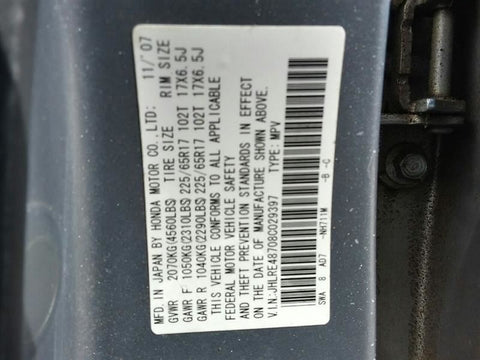 MFD. IN JAPAN BY HONDA MOTOR CO., LTD: 11/'07
TIRE SIZE RIM SIZE
GVWR 2070KG(4560LBS)
GAWR F 1050KG(2310LBS) 225/65R17 102T 17X6.5J
GAWR R 1040KG(2290LBS) 225/65R17 102T 17X6.5J
THIS VEHICLE CONFORMS TO ALL APPLICABLE
FEDERAL MOTOR VEHICLE SAFETY
AND THEFT PREVENTION STANDARDS IN EFFECT
ON THE DATE OF MANUFACTURE SHOWN ABOVE.
V.I.N:JHLRE48708C029397 TYPE: MPV
SWA 8 AD7 -NH711M -B -C